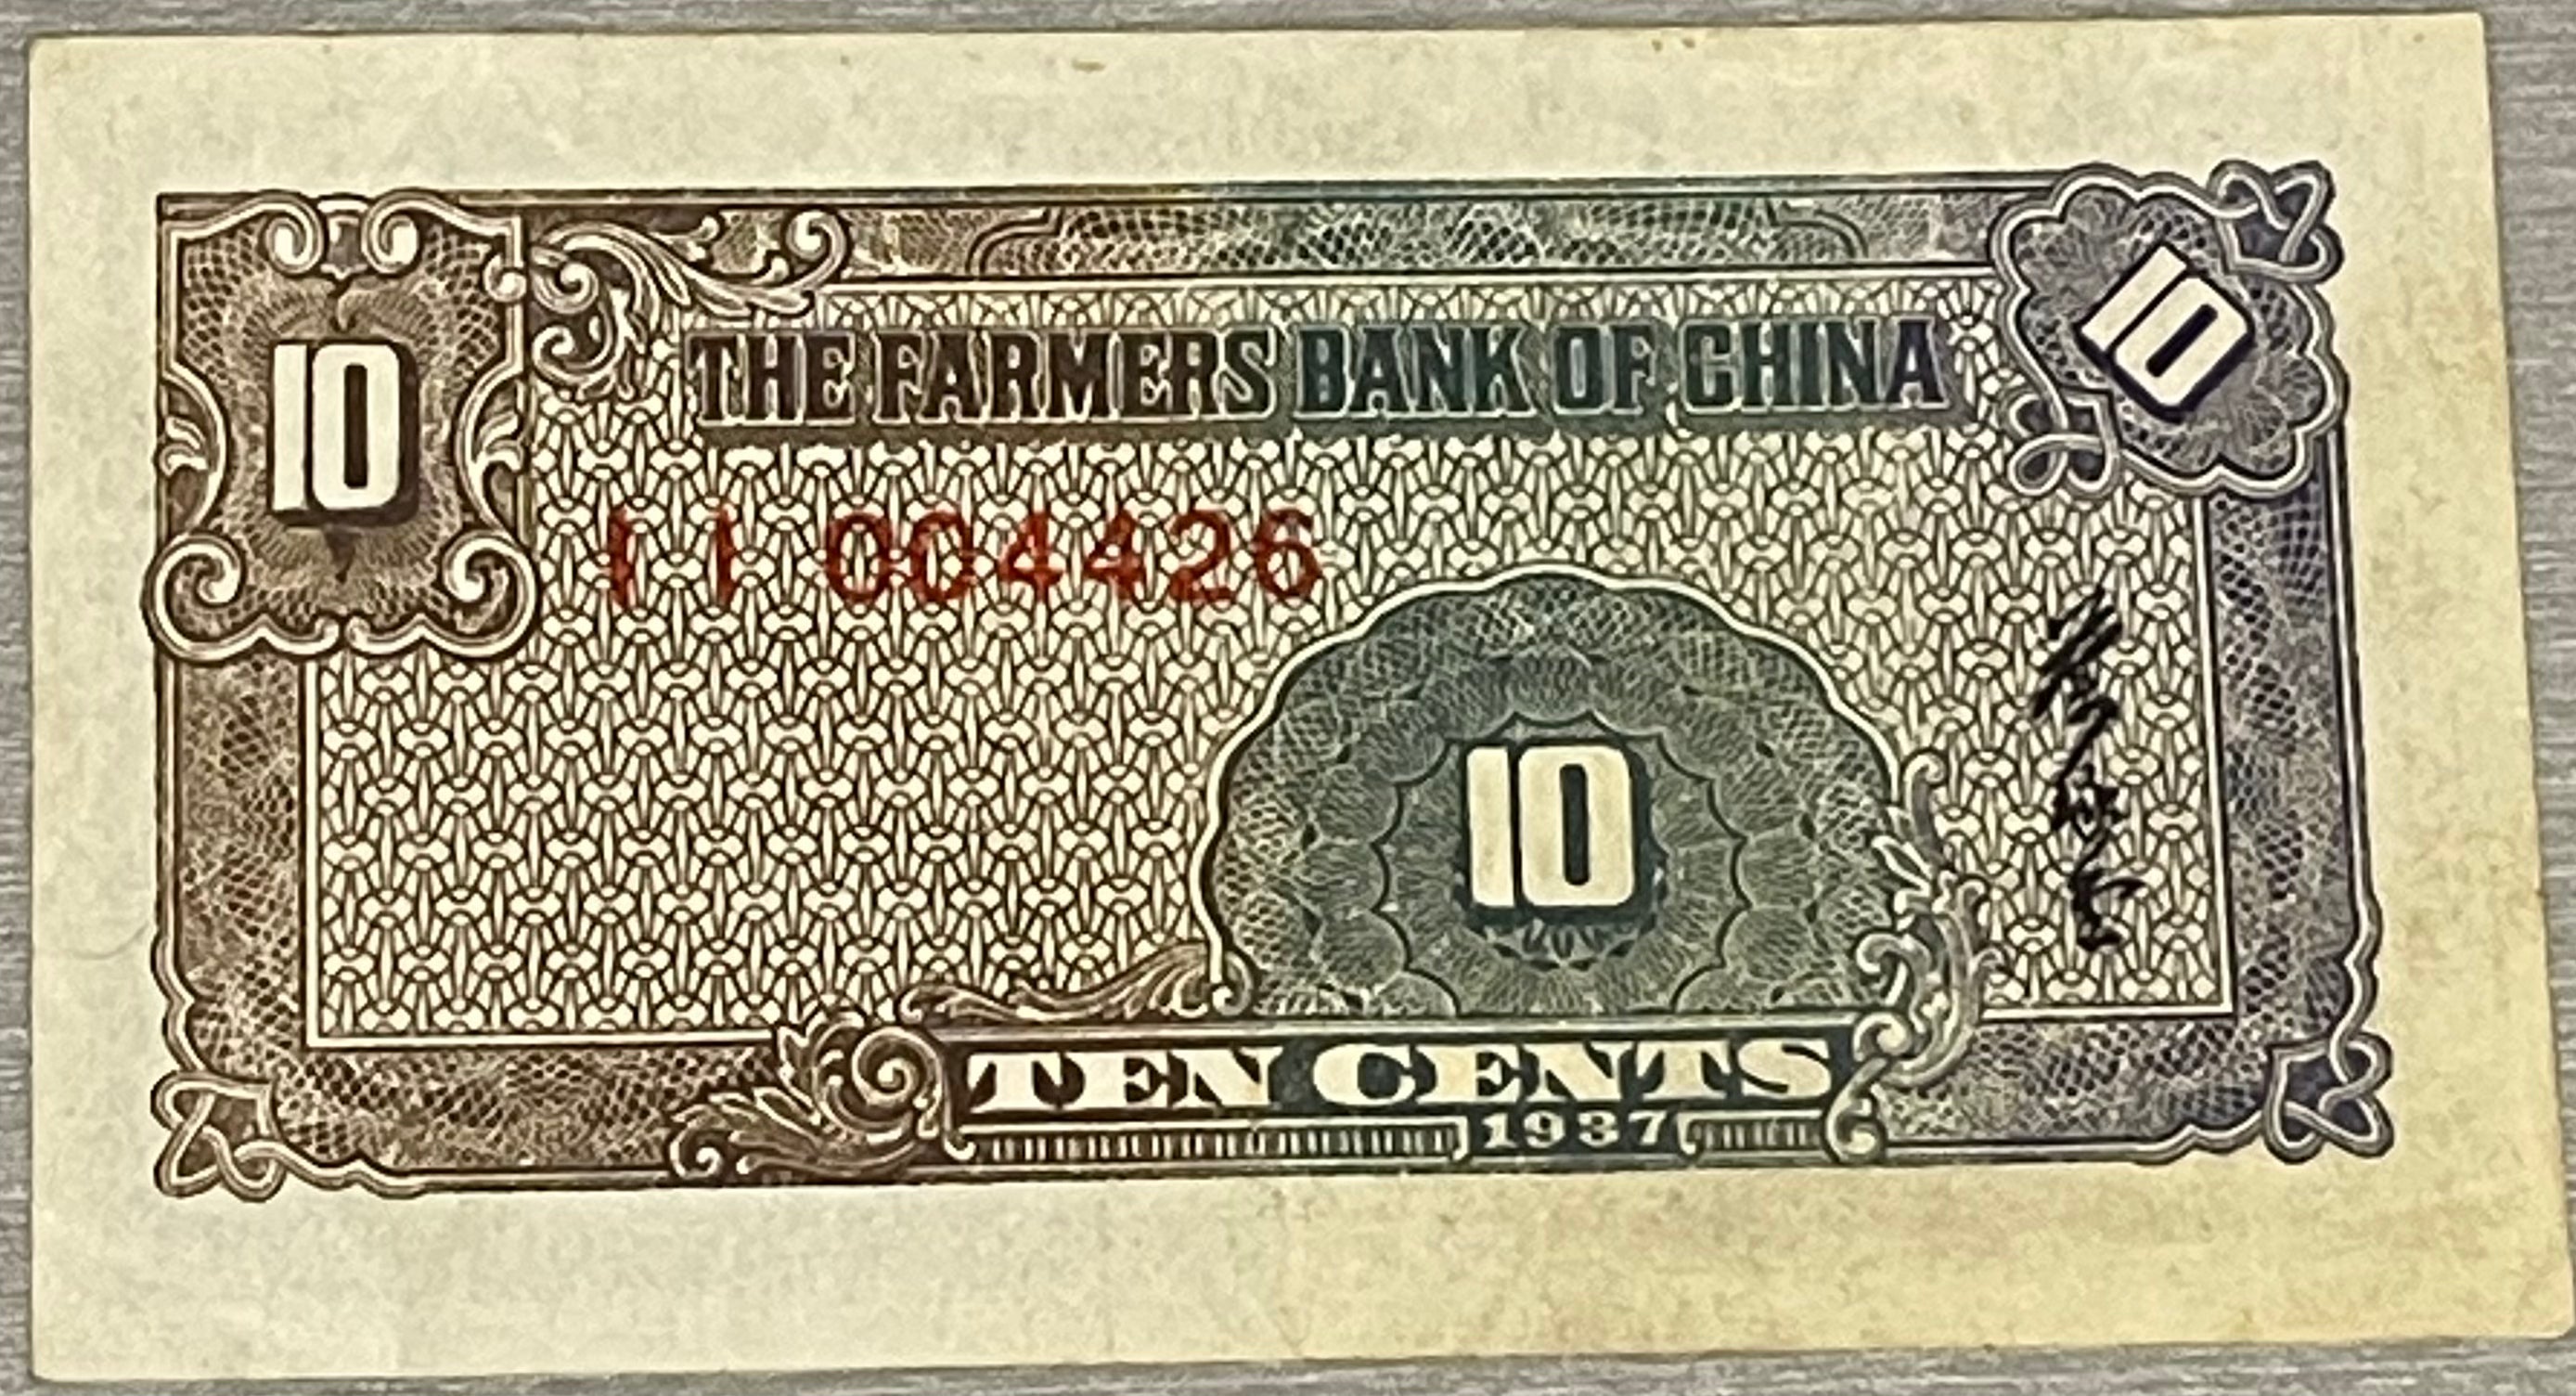 10
10
THE FARMERS BANK OF CHINA
I I 004426
10
TEN CENTS
1937